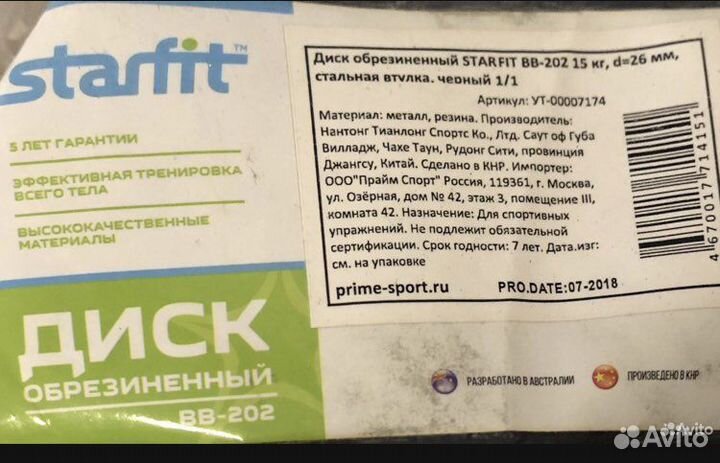 starfit™
5 ЛЕТ ГАРАНТИИ
ЭФФЕКТИВНАЯ ТРЕНИРОВКА
ВСЕГО ТЕЛА
ВЫСОКОКАЧЕСТВЕННЫЕ
МАТЕРИАЛЫ
ДИСК
ОБРЕЗИНЕННЫЙ
BB-202
Диск обрезиненный STARFIT BB-202 15 кг, d=26 мм,
стальная втулка, черный 1/1
Артикул: УТ-00007174
Материал: металл, резина. Производитель:
Нантонг Тианлонг Спортс Ко., Лтд. Саут оф Губа
Вилладж, Чахе Таун, Рудонг Сити, провинция
Джангсу, Китай. Сделано в КНР. Импортер:
ООО"Прайм Спорт" Россия, 119361, г. Москва,
ул. Озёрная, дом № 42, этаж 3, помещение III,
комната 42. Назначение: Для спортивных
упражнений. Не подлежит обязательной
сертификации. Срок годности: 7 лет. Дата.изг:
см. на упаковке
prime-sport.ru PRO.DATE:07-2018
4 670017 714151
РАЗРАБОТАНО В АВСТРАЛИИ
ПРОИЗВЕДЕНО В КНР
Avito
Avito